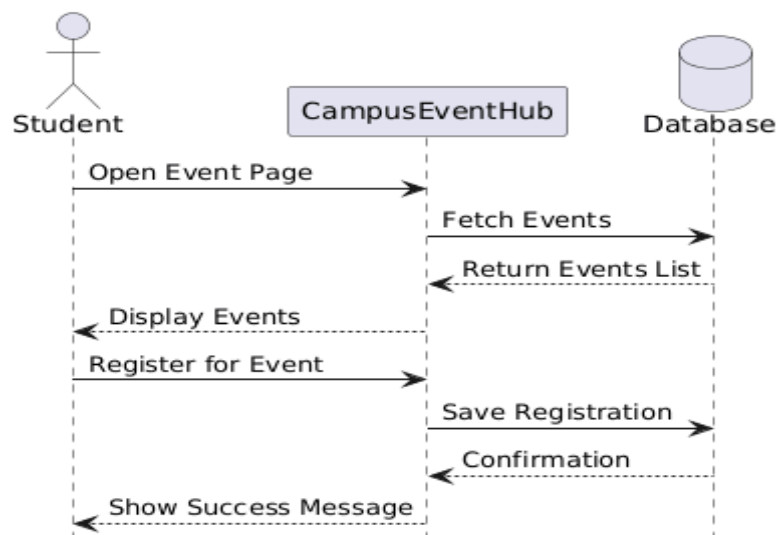 Student
CampusEventHub
Database
Open Event Page
Fetch Events
Return Events List
Display Events
Register for Event
Save Registration
Confirmation
Show Success Message